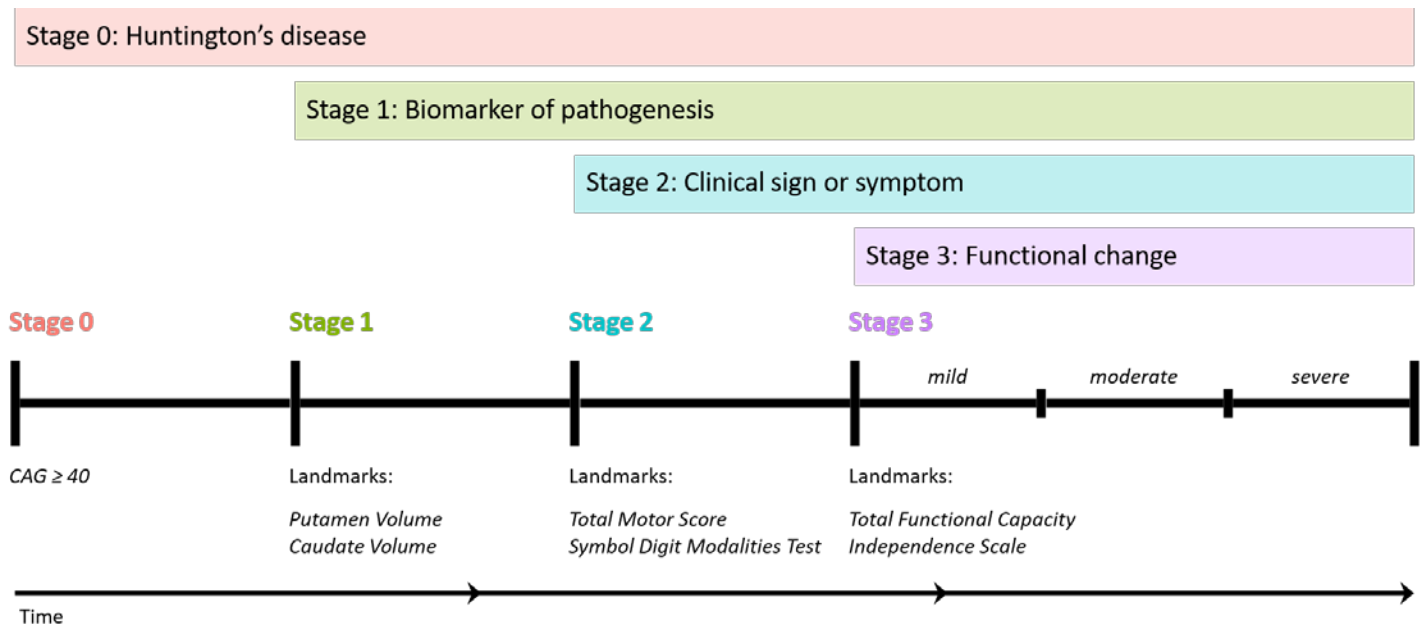 Stage 0: Huntington’s disease
Stage 1: Biomarker of pathogenesis
Stage 2: Clinical sign or symptom
Stage 3: Functional change
Stage 0
Stage 1
Stage 2
Stage 3
mild
moderate
severe
CAG ≥ 40
Landmarks:
Putamen Volume
Caudate Volume
Landmarks:
Total Motor Score
Symbol Digit Modalities Test
Landmarks:
Total Functional Capacity
Independence Scale
Time